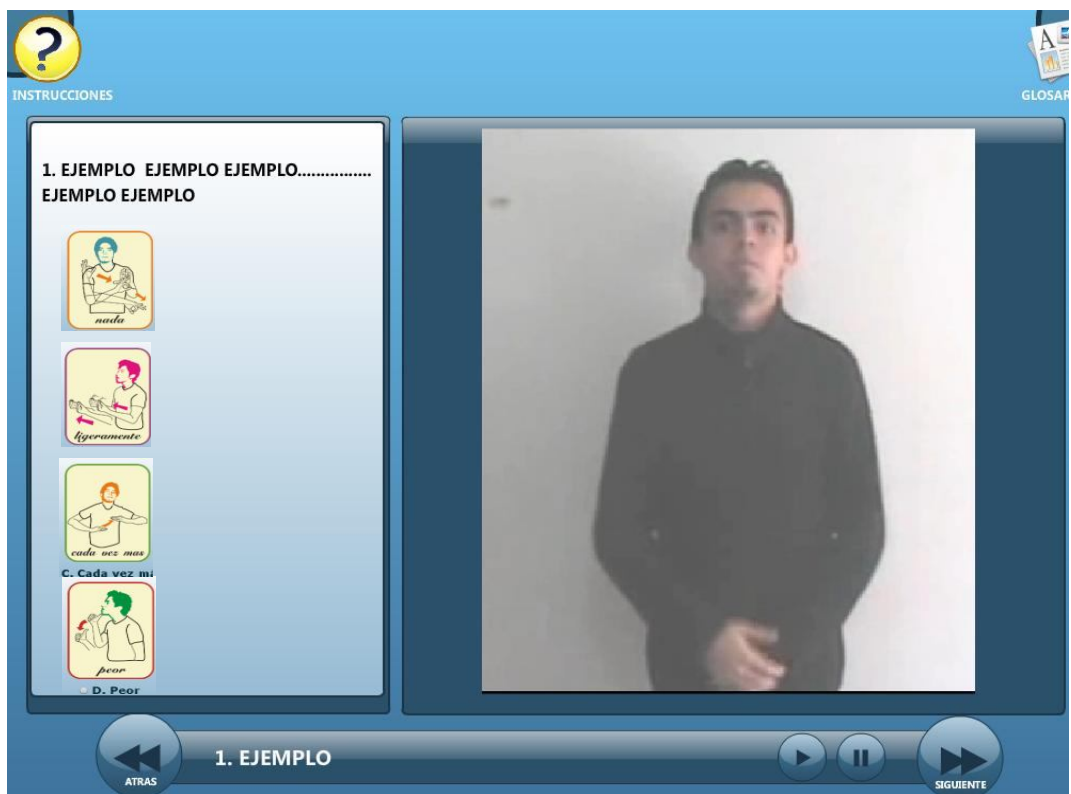 INSTRUCCIONES
GLOSAR
1. EJEMPLO EJEMPLO EJEMPLO................
EJEMPLO EJEMPLO
nada
ligeramente
cada vez mas
C. Cada vez m
peor
D. Peor
ATRAS
1. EJEMPLO
SIGUIENTE